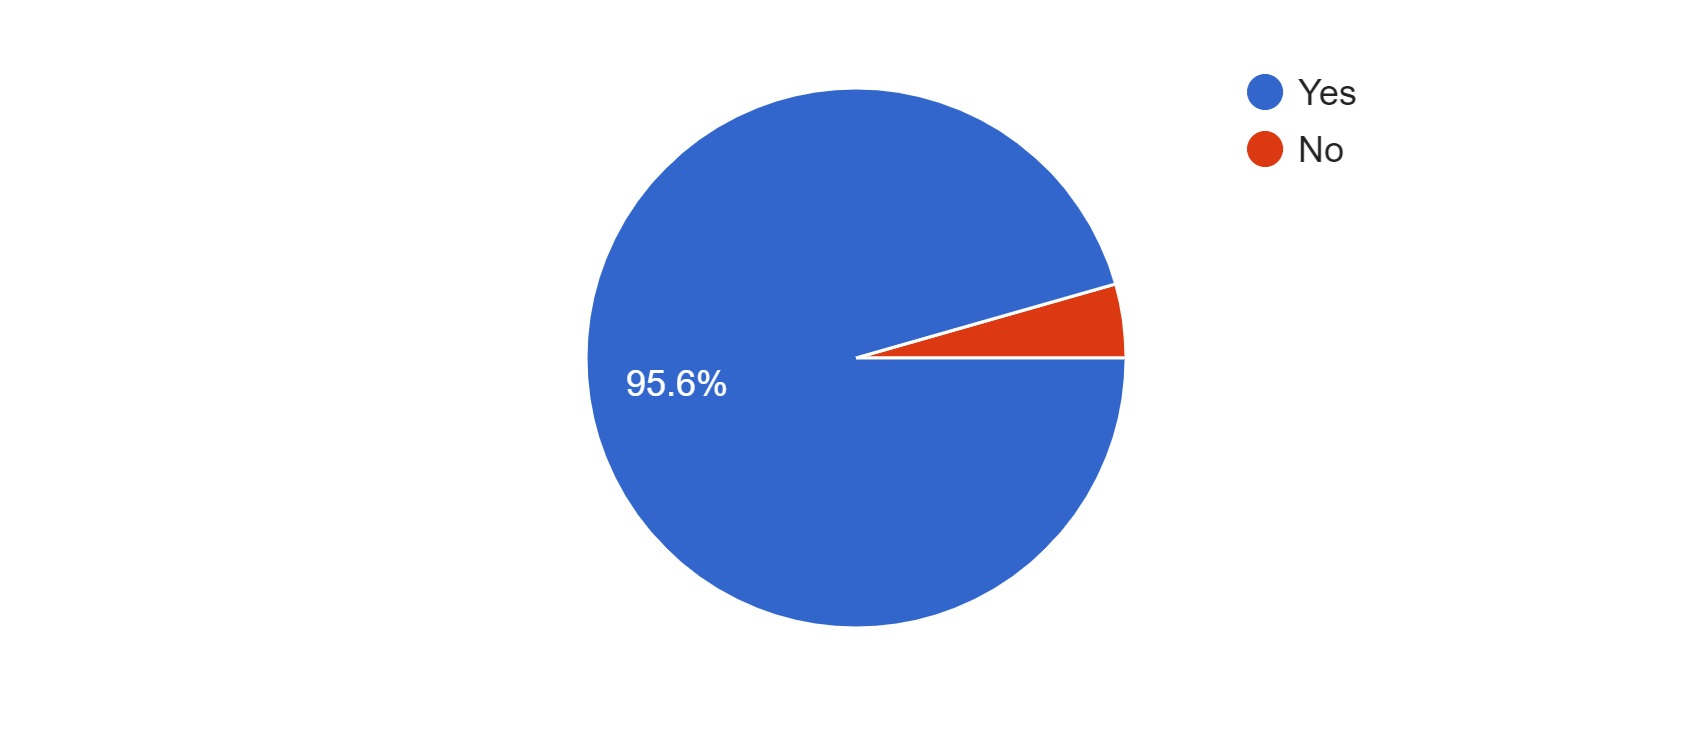 Yes
No
95.6%